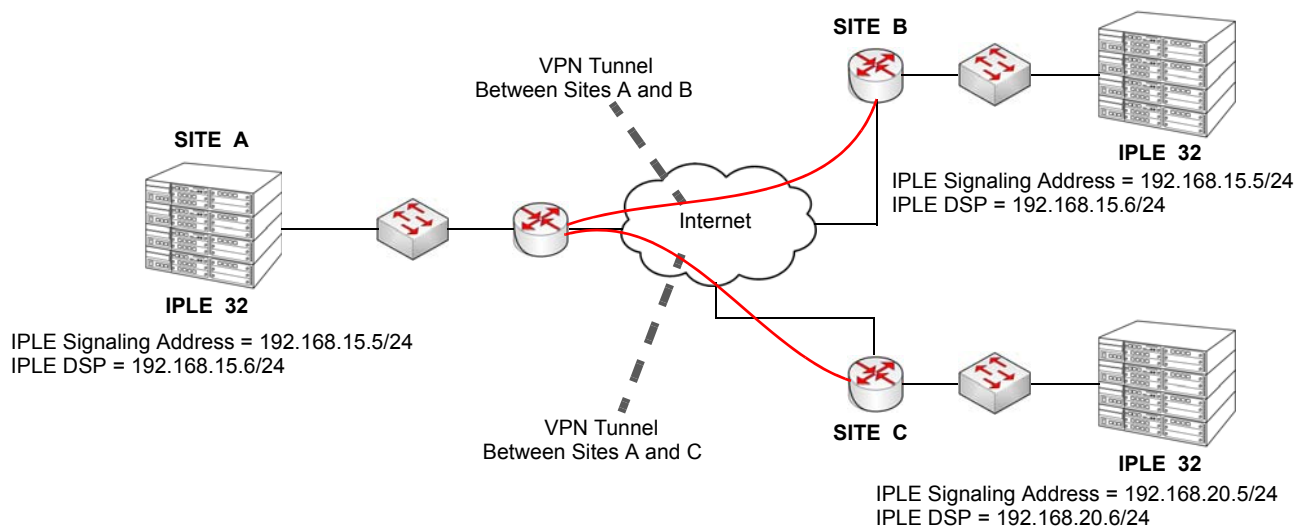 SITE B
VPN Tunnel
Between Sites A and B
SITE A
IPLE 32
IPLE Signaling Address = 192.168.15.5/24
IPLE DSP = 192.168.15.6/24
Internet
IPLE 32
IPLE Signaling Address = 192.168.15.5/24
IPLE DSP = 192.168.15.6/24
VPN Tunnel
Between Sites A and C
SITE C
IPLE 32
IPLE Signaling Address = 192.168.20.5/24
IPLE DSP = 192.168.20.6/24